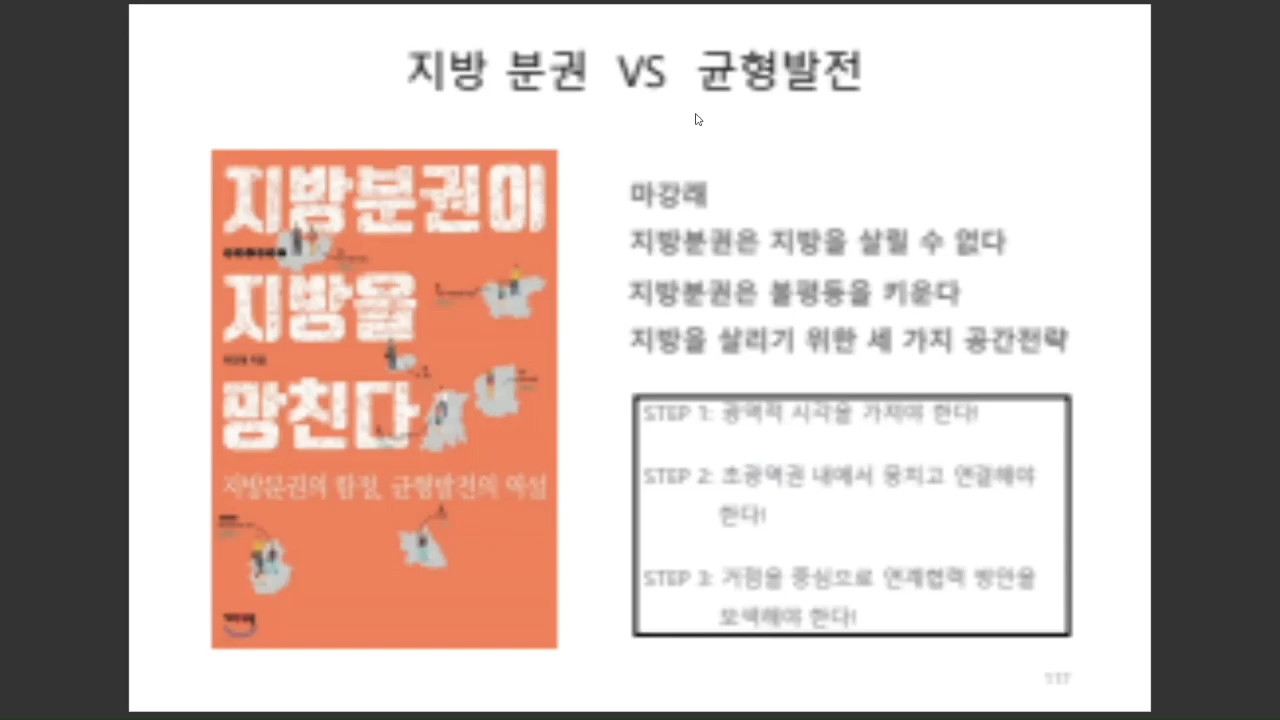 지방 분권 VS 균형발전
지방분권이
지방을
망친다
지방분권의 함정, 균형발전의 역설
마강래
지방분권은 지방을 살릴 수 없다
지방분권은 불평등을 키운다
지방을 살리기 위한 세 가지 공간전략
STEP 1: 광역적 시각을 가져야 한다!
STEP 2: 초광역권 내에서 뭉치고 연결해야
한다!
STEP 3: 거점을 중심으로 연계협력 방안을
모색해야 한다!